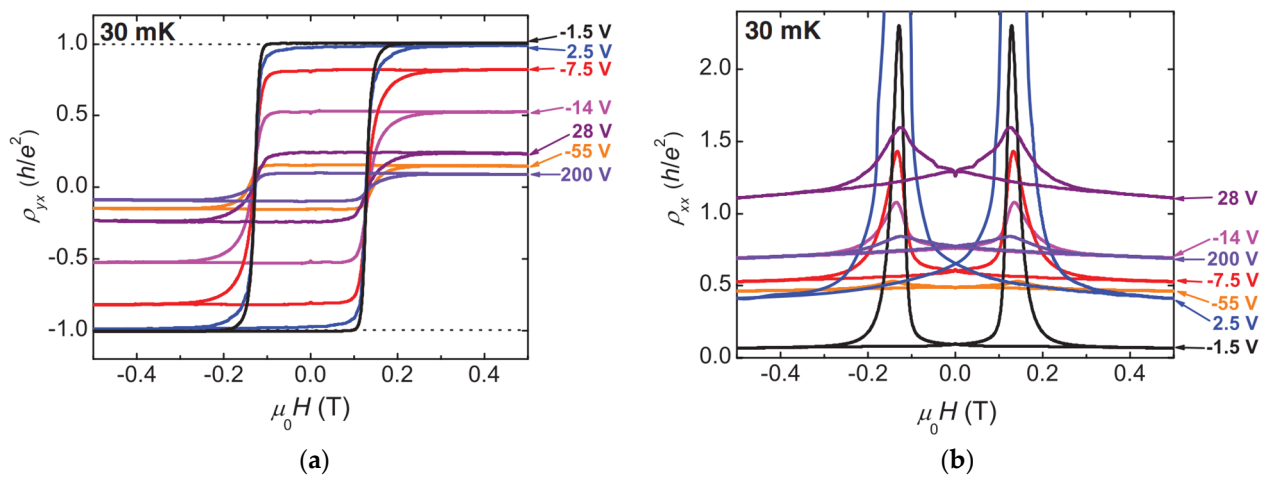 30 mK
1.0
0.5
0.0
-0.5
-1.0
ρyx (h/e²)
-0.4 -0.2 0.0 0.2 0.4
μ₀H (T)
-1.5 V
2.5 V
-7.5 V
-14 V
28 V
-55 V
200 V
(a)
30 mK
2.0
1.5
1.0
0.5
0.0
ρxx (h/e²)
-0.4 -0.2 0.0 0.2 0.4
μ₀H (T)
28 V
-14 V
200 V
-7.5 V
-55 V
2.5 V
-1.5 V
(b)